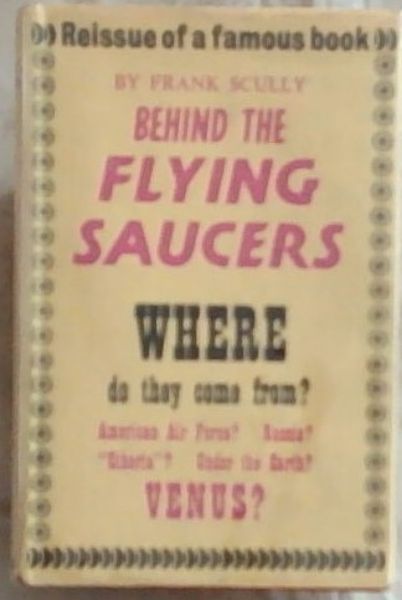 Reissue of a famous book
BY FRANK SCULLY
BEHIND THE
FLYING
SAUCERS
WHERE
do they come from?
American Air Force? Russia?
"Etheria"? Under the Earth?
VENUS?